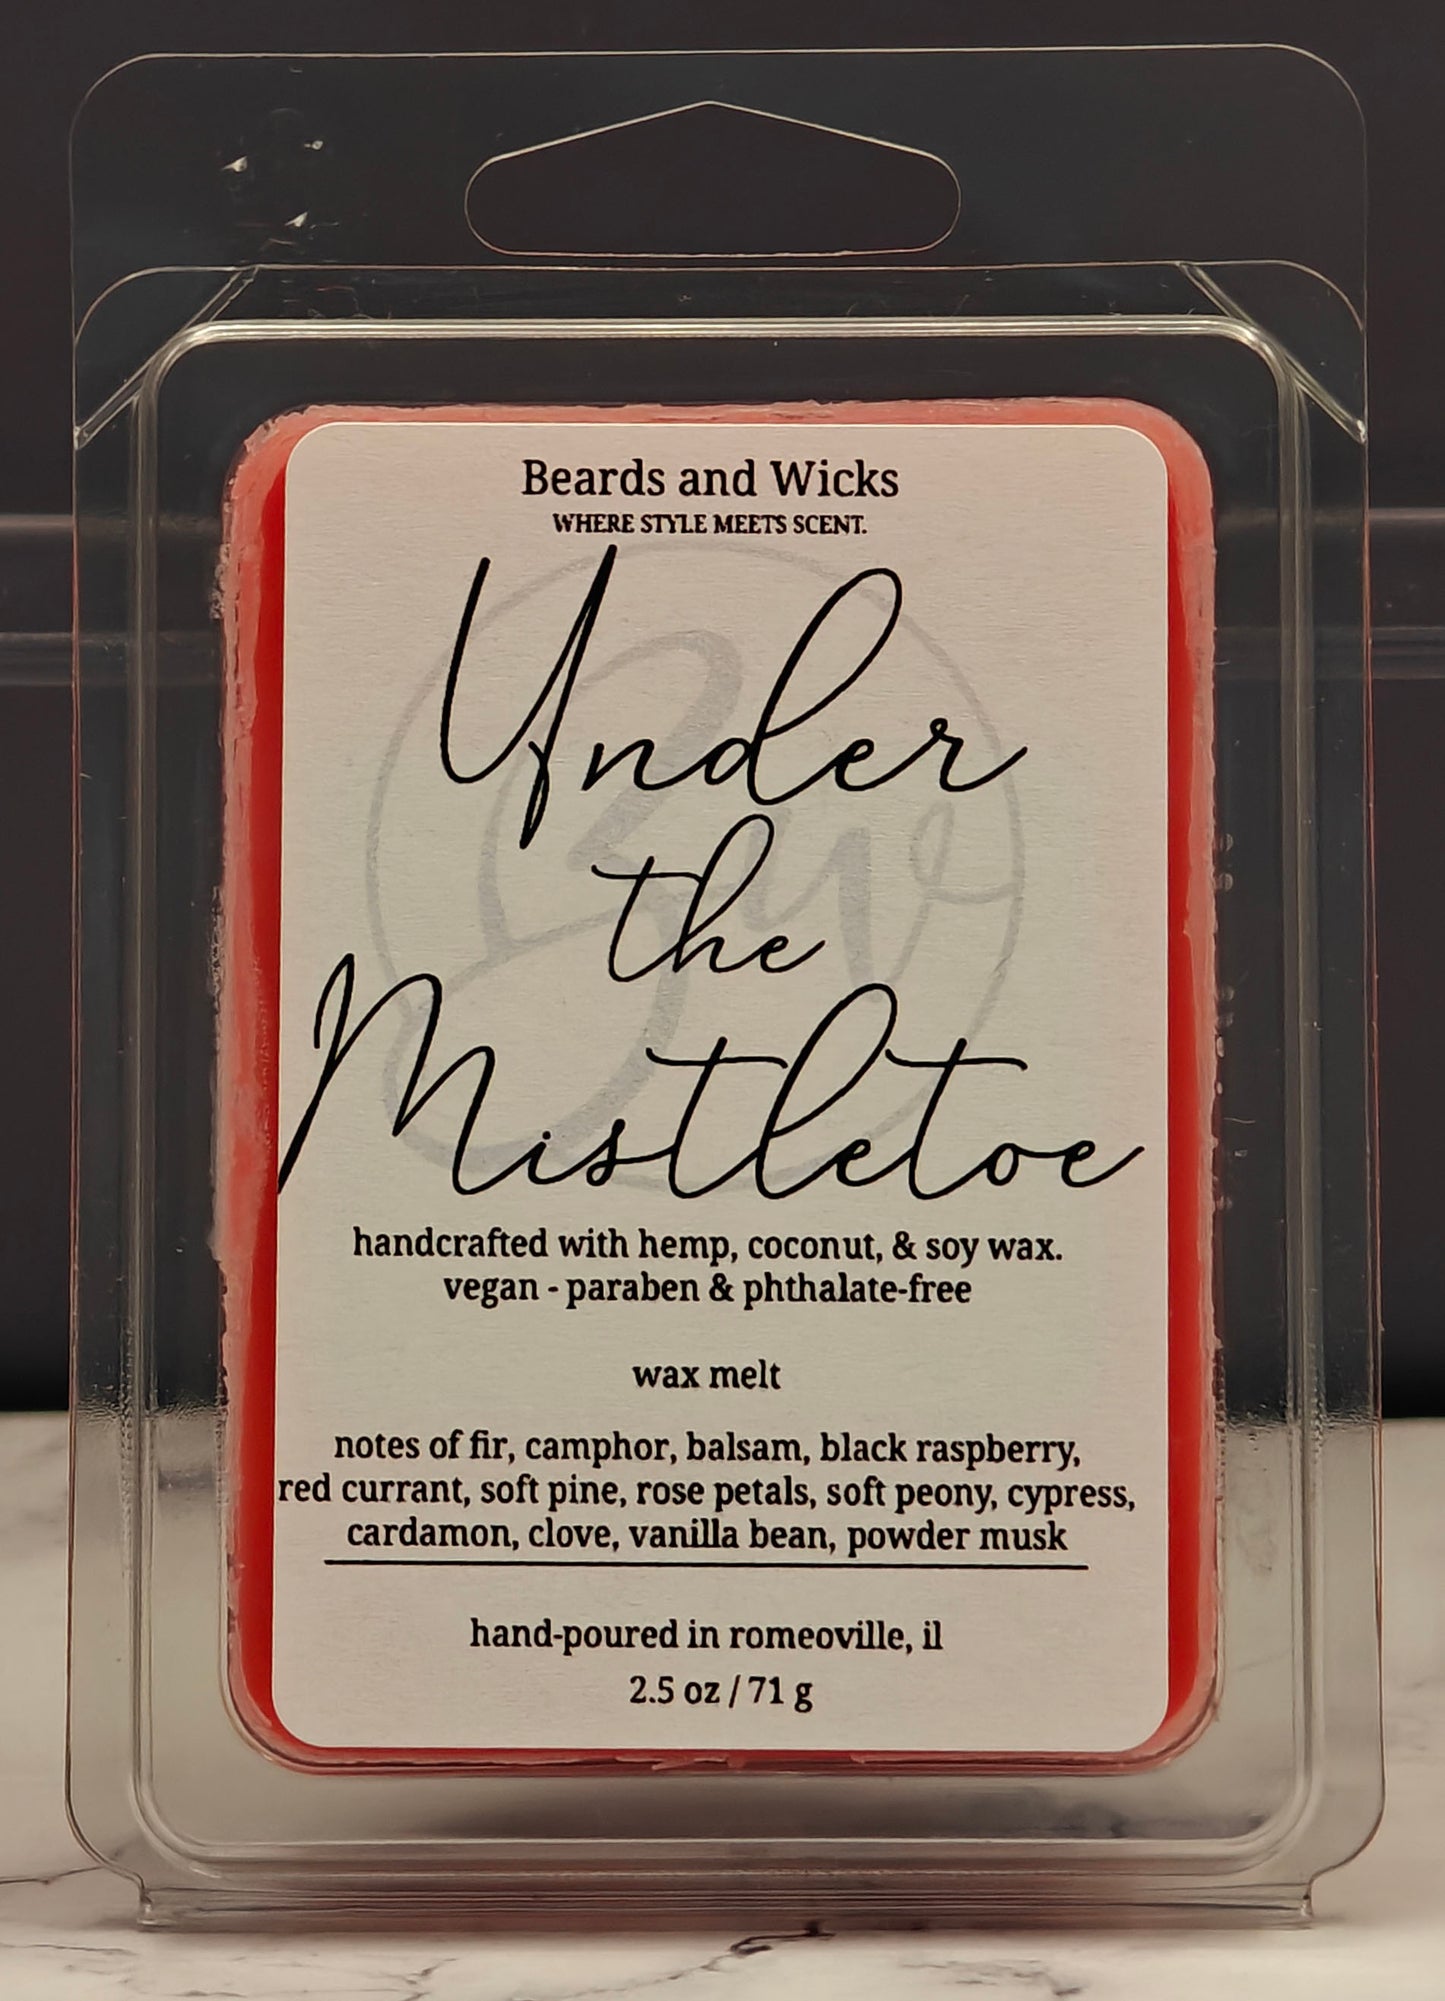 Beards and Wicks
WHERE STYLE MEETS SCENT.
Under
the
Mistletoe
handcrafted with hemp, coconut, & soy wax.
vegan - paraben & phthalate-free
wax melt
notes of fir, camphor, balsam, black raspberry,
red currant, soft pine, rose petals, soft peony, cypress,
cardamon, clove, vanilla bean, powder musk
hand-poured in romeoville, il
2.5 oz / 71 g
BW